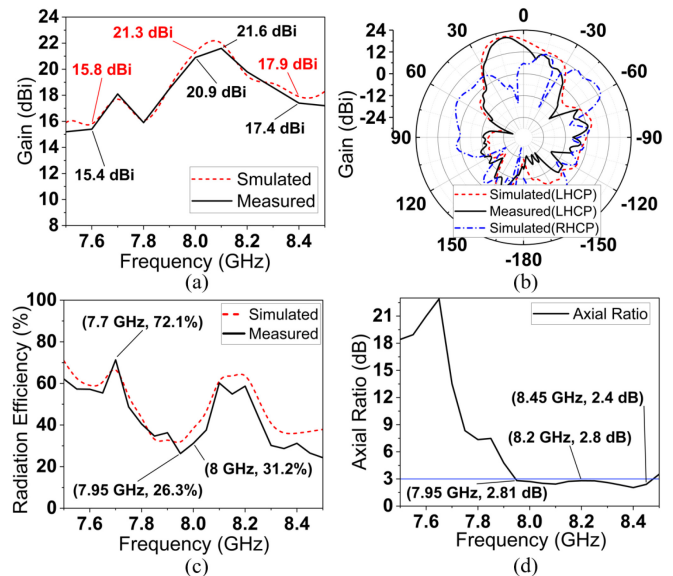 (a)
24
22
20
18
16
14
12
10
8
Gain (dBi)
21.3 dBi
21.6 dBi
15.8 dBi
17.9 dBi
20.9 dBi
17.4 dBi
15.4 dBi
Smulated
Measured
7.6 7.8 8.0 8.2 8.4
Frequency (GHz)
(b)
0
30 -30
60 -60
90 -90
120 -120
150 -150
-180
24
12
0
-12
-24
Gain (dBi)
Simulated(LHCP)
Measured(LHCP)
Simulated(RHCP)
(c)
100
80
60
40
20
0
Radiation Efficiency (%)
Simulated
Measured
(7.7 GHz, 72.1%)
(8 GHz, 31.2%)
(7.95 GHz, 26.3%)
7.6 7.8 8.0 8.2 8.4
Frequency (GHz)
(d)
21
18
15
12
9
6
3
0
Axial Ratio (dB)
Axial Ratio
(8.45 GHz, 2.4 dB)
(8.2 GHz, 2.8 dB)
(7.95 GHz, 2.81 dB)
7.6 7.8 8.0 8.2 8.4
Frequency (GHz)